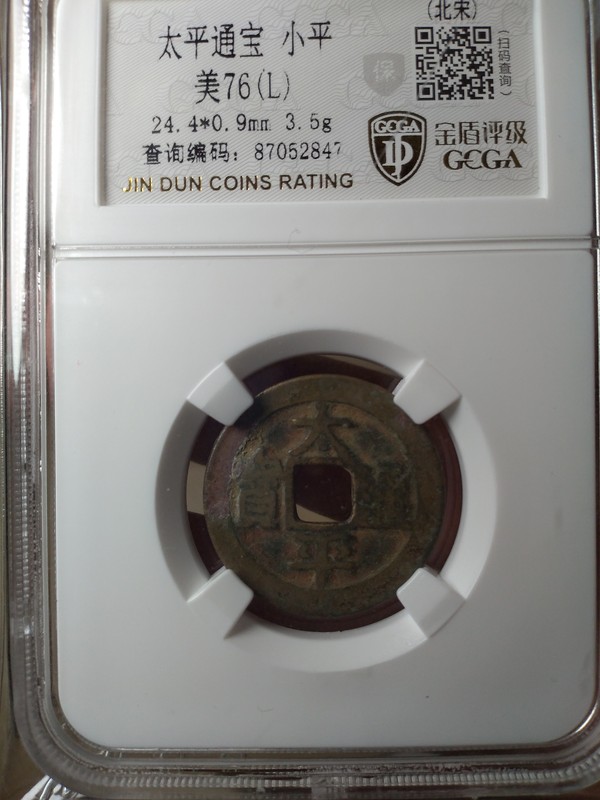 (北宋)
太平通宝 小平
美76(L)
24.4*0.9mm 3.5g
查询编码: 87052847
JIN DUN COINS RATING
保
(扫码查询)
GCGA
金盾评级
GCGA
太
平
通
寳